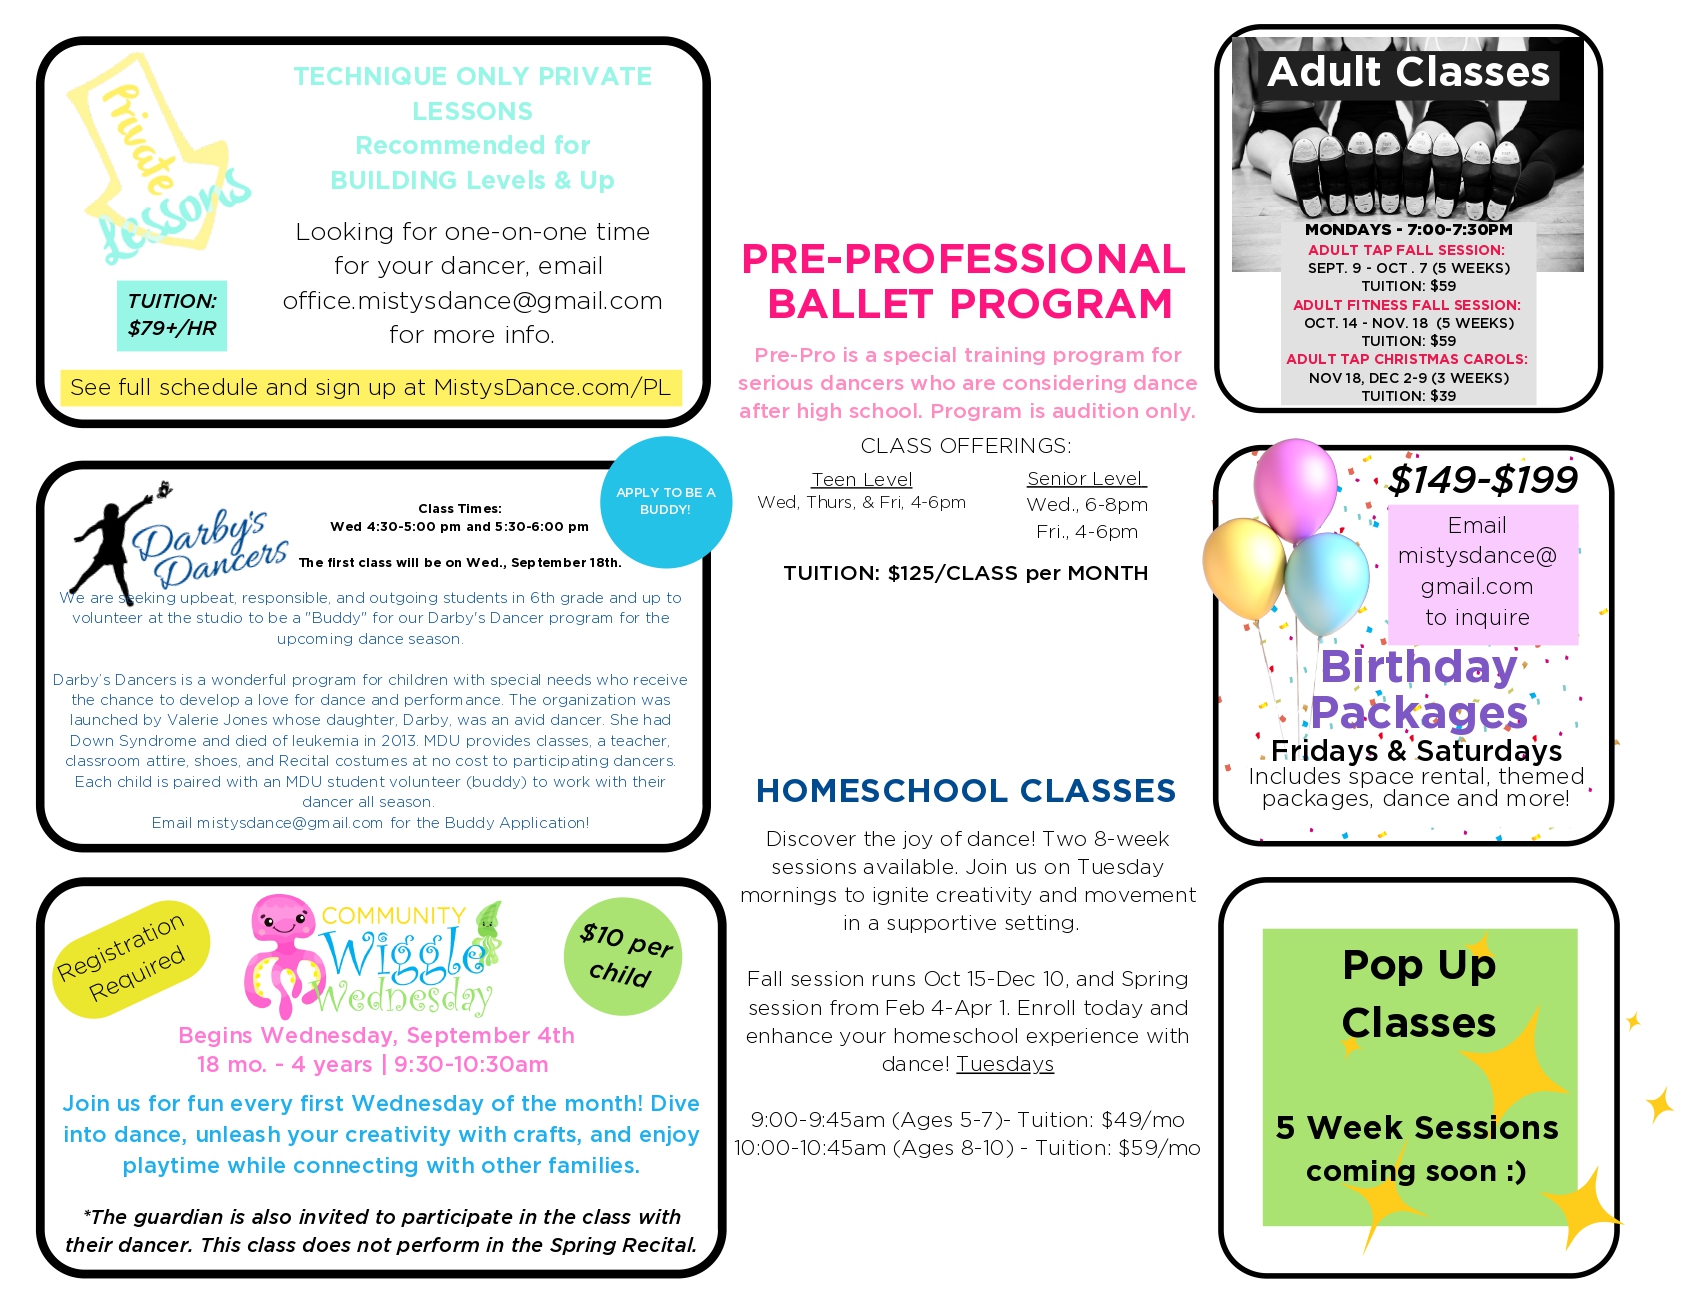 Private
Lessons
TUITION:
$79+/HR
TECHNIQUE ONLY PRIVATE
LESSONS
Recommended for
BUILDING Levels & Up
Looking for one-on-one time
for your dancer, email
office.mistysdance@gmail.com
for more info.
See full schedule and sign up at MistysDance.com/PL
Darby's
Dancers
Class Times:
Wed 4:30-5:00 pm and 5:30-6:00 pm
The first class will be on Wed., September 18th.
APPLY TO BE A
BUDDY!
We are seeking upbeat, responsible, and outgoing students in 6th grade and up to
volunteer at the studio to be a "Buddy" for our Darby's Dancer program for the
upcoming dance season.
Darby’s Dancers is a wonderful program for children with special needs who receive
the chance to develop a love for dance and performance. The organization was
launched by Valerie Jones whose daughter, Darby, was an avid dancer. She had
Down Syndrome and died of leukemia in 2013. MDU provides classes, a teacher,
classroom attire, shoes, and Recital costumes at no cost to participating dancers.
Each child is paired with an MDU student volunteer (buddy) to work with their
dancer all season.
Email mistysdance@gmail.com for the Buddy Application!
Registration
Required
COMMUNITY
Wiggle
Wednesday
$10 per
child
Begins Wednesday, September 4th
18 mo. - 4 years | 9:30-10:30am
Join us for fun every first Wednesday of the month! Dive
into dance, unleash your creativity with crafts, and enjoy
playtime while connecting with other families.
*The guardian is also invited to participate in the class with
their dancer. This class does not perform in the Spring Recital.
PRE-PROFESSIONAL
BALLET PROGRAM
Pre-Pro is a special training program for
serious dancers who are considering dance
after high school. Program is audition only.
CLASS OFFERINGS:
Teen Level
Wed, Thurs, & Fri, 4-6pm
Senior Level
Wed., 6-8pm
Fri., 4-6pm
TUITION: $125/CLASS per MONTH
HOMESCHOOL CLASSES
Discover the joy of dance! Two 8-week
sessions available. Join us on Tuesday
mornings to ignite creativity and movement
in a supportive setting.
Fall session runs Oct 15-Dec 10, and Spring
session from Feb 4-Apr 1. Enroll today and
enhance your homeschool experience with
dance! Tuesdays
9:00-9:45am (Ages 5-7)- Tuition: $49/mo
10:00-10:45am (Ages 8-10) - Tuition: $59/mo
Adult Classes
MONDAYS - 7:00-7:30PM
ADULT TAP FALL SESSION:
SEPT. 9 - OCT . 7 (5 WEEKS)
TUITION: $59
ADULT FITNESS FALL SESSION:
OCT. 14 - NOV. 18 (5 WEEKS)
TUITION: $59
ADULT TAP CHRISTMAS CAROLS:
NOV 18, DEC 2-9 (3 WEEKS)
TUITION: $39
$149-$199
Email
mistysdance@
gmail.com
to inquire
Birthday
Packages
Fridays & Saturdays
Includes space rental, themed
packages, dance and more!
Pop Up
Classes
5 Week Sessions
coming soon :)